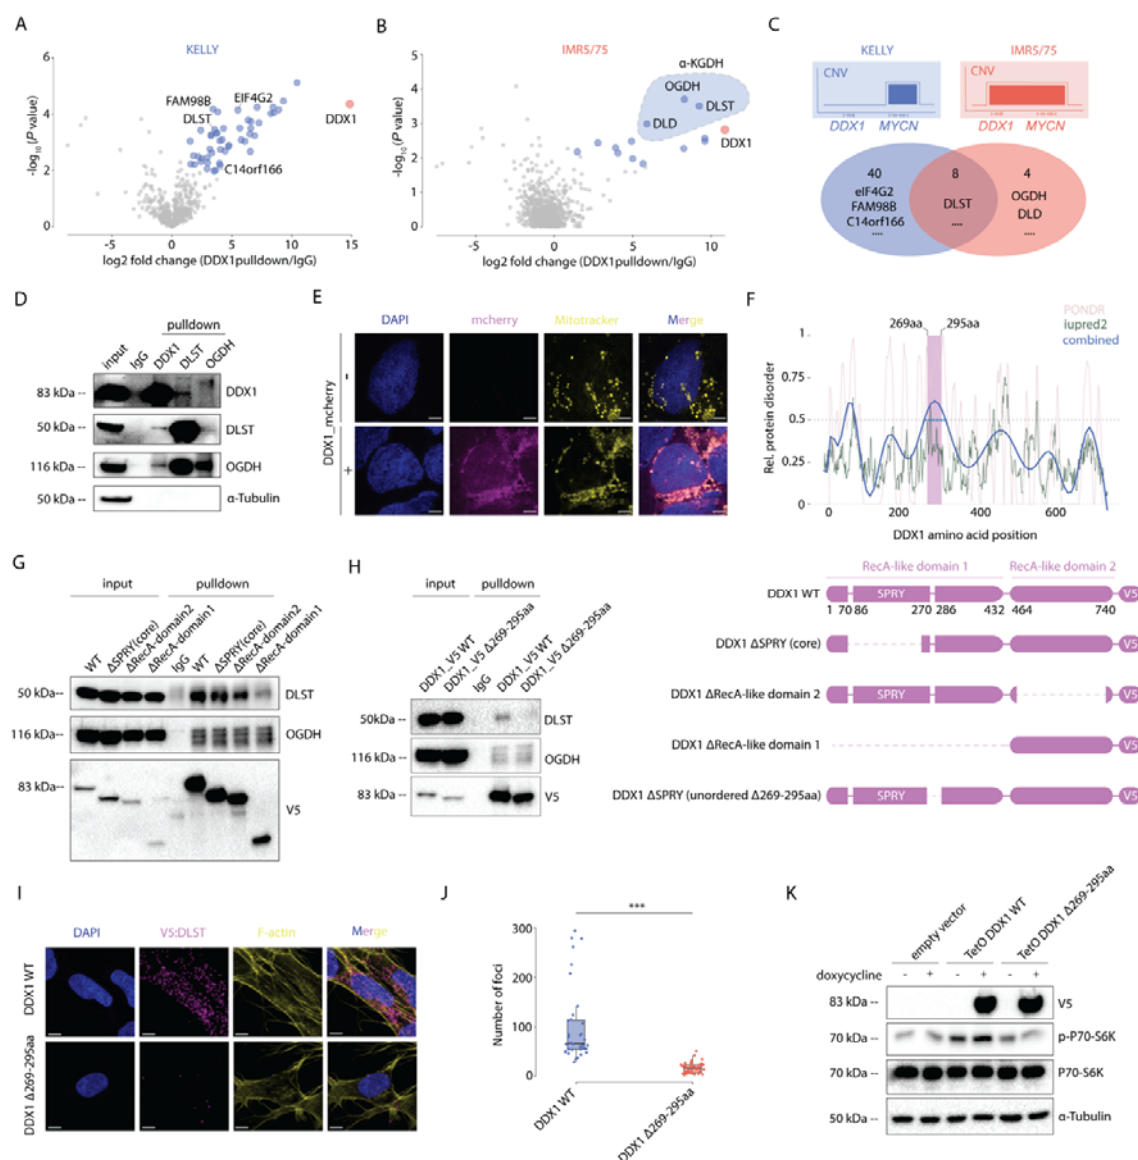 A
KELLY
6
4
2
0
-log10 (P value)
FAM98B
EIF4G2
DLST
DDX1
C14orf166
-5
0
5
10
15
log2 fold change (DDX1pulldown/IgG)
B
IMR5/75
5
4
3
2
1
0
-log10 (P value)
α-KGDH
OGDH
DLST
DLD
DDX1
-5
0
5
10
log2 fold change (DDX1pulldown/IgG)
C
KELLY
IMR5/75
CNV
CNV
DDX1 MYCN
DDX1 MYCN
40
8
4
eIF4G2
FAM98B
C14orf166
....
DLST
....
OGDH
DLD
....
D
pulldown
input
IgG
DDX1
DLST
OGDH
83 kDa --
DDX1
50 kDa --
DLST
116 kDa --
OGDH
50 kDa --
α-Tubulin
E
DAPI
mcherry
Mitotracker
Merge
DDX1_mcherry
-
+
F
269aa
295aa
PONDR
iupred2
combined
1
0.75
0.5
0.25
0
Rel. protein disorder
0
200
400
600
DDX1 amino acid position
G
input
pulldown
WT
ΔSPRY(core)
ΔRecA-domain2
ΔRecA-domain1
IgG
WT
ΔSPRY(core)
ΔRecA-domain2
ΔRecA-domain1
50 kDa--
DLST
116 kDa--
OGDH
83 kDa--
V5
H
input
pulldown
DDX1_V5 WT
DDX1_V5 Δ269-295aa
IgG
DDX1_V5 WT
DDX1_V5 Δ269-295aa
50kDa --
DLST
116 kDa --
OGDH
83 kDa --
V5
RecA-like domain 1
RecA-like domain 2
DDX1 WT
SPRY
V5
1 70 86 270 286 432 464 740
DDX1 ΔSPRY (core)
V5
DDX1 ΔRecA-like domain 2
SPRY
V5
DDX1 ΔRecA-like domain 1
V5
DDX1 ΔSPRY (unordered Δ269-295aa)
SPRY
V5
I
DAPI
V5:DLST
F-actin
Merge
DDX1 WT
DDX1 Δ269-295aa
J
***
300
200
100
0
Number of foci
DDX1 WT
DDX1 Δ269-295aa
K
empty vector
TetO DDX1 WT
TetO DDX1 Δ269-295aa
doxycycline
- + - + - +
83 kDa --
V5
70 kDa --
p-P70-S6K
70 kDa --
P70-S6K
50 kDa --
α-Tubulin